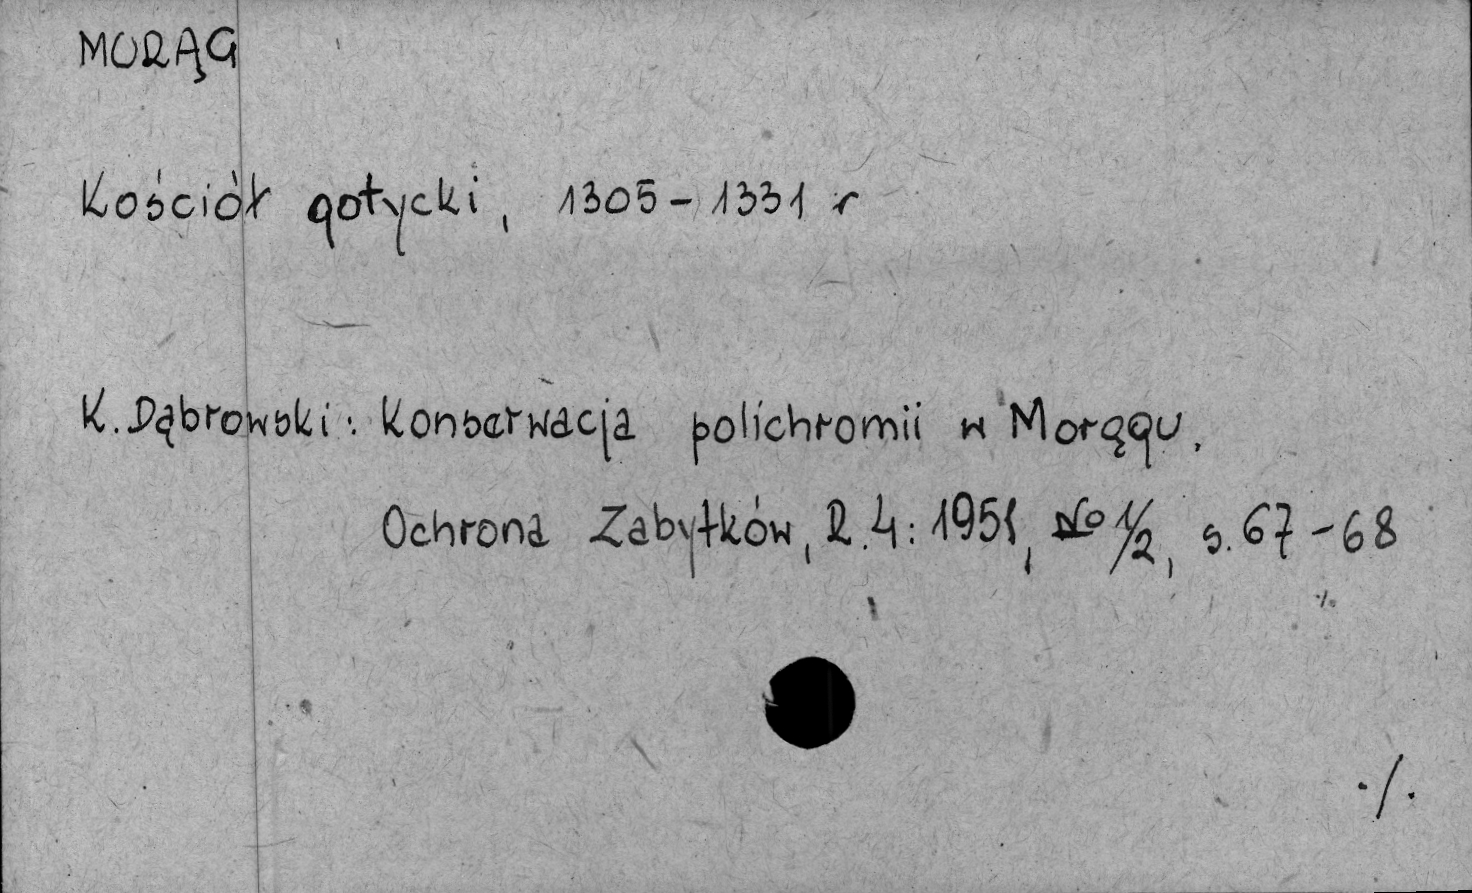 MORĄG
Kościół gotycki, 1305-1331 r
K. Dąbrowski: Konserwacja polichromii w Morągu.
Ochrona Zabytków, R.4: 1951, No 1/2, s. 67-68
./.